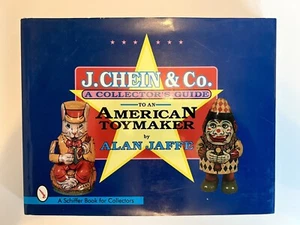 J. CHEIN & Co.
A COLLECTOR'S GUIDE
TO AN
AMERICAN
TOYMAKER
by
ALAN JAFFE
A Schiffer Book for Collectors